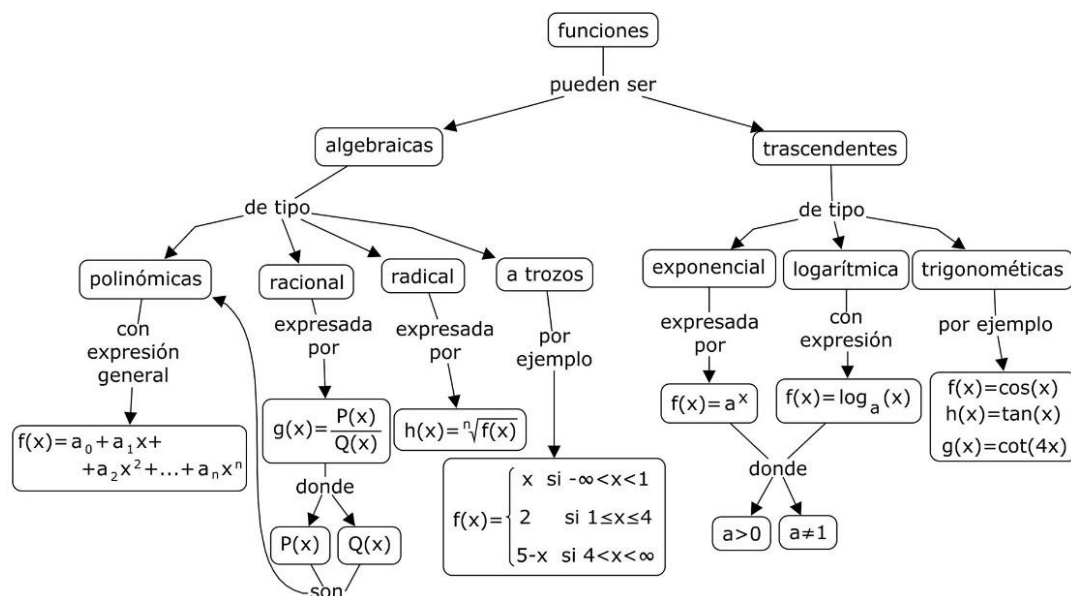 funciones
pueden ser
algebraicas
trascendentes
de tipo
de tipo
polinómicas
racional
radical
a trozos
exponencial
logarítmica
trigonométicas
con
expresión
general
expresada
por
expresada
por
por
ejemplo
expresada
por
con
expresión
por ejemplo
f(x)=a₀+a₁x+
+a₂x²+...+aₙxⁿ
g(x)=P(x)/Q(x)
h(x)=ⁿ√f(x)
f(x)=aˣ
f(x)=logₐ(x)
f(x)=cos(x)
h(x)=tan(x)
g(x)=cot(4x)
donde
P(x)
Q(x)
son
f(x)=
x si -∞<x<1
2 si 1≤x≤4
5-x si 4<x<∞
donde
a>0
a≠1